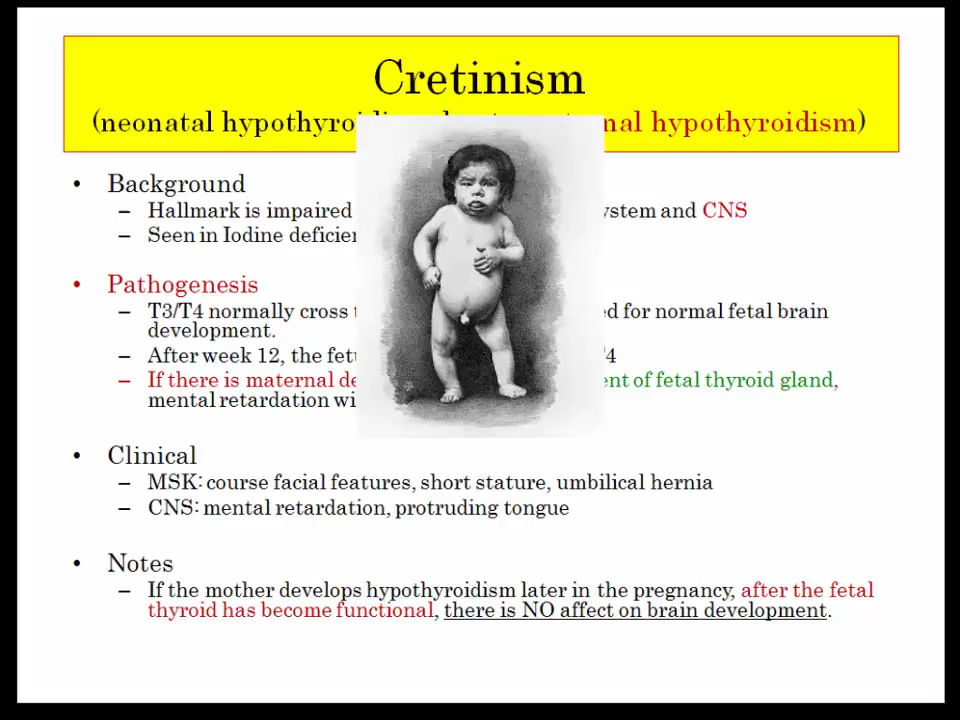 Cretinism
(neonatal hypothyroi mal hypothyroidism)
• Background
– Hallmark is impaired ystem and CNS
– Seen in Iodine deficien
• Pathogenesis
– T3/T4 normally cross t ed for normal fetal brain
development.
– After week 12, the fetu 4
– If there is maternal de ent of fetal thyroid gland,
mental retardation wi
• Clinical
– MSK: course facial features, short stature, umbilical hernia
– CNS: mental retardation, protruding tongue
• Notes
– If the mother develops hypothyroidism later in the pregnancy, after the fetal
thyroid has become functional, there is NO affect on brain development.